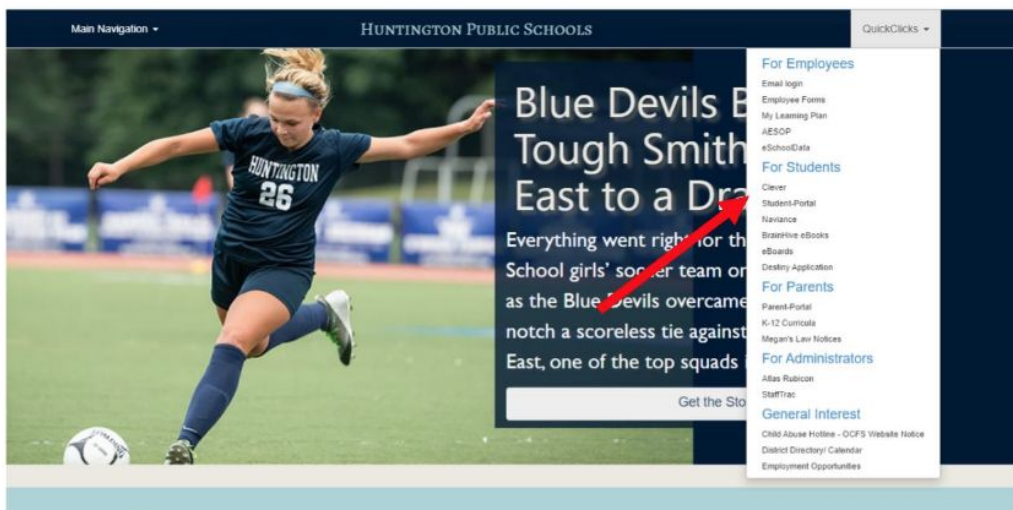 Main Navigation
HUNTINGTON PUBLIC SCHOOLS
QuickClicks
HUNTINGTON
26
Blue Devils B
Tough Smith
East to a Dra
Everything went right for th
School girls' soccer team on
as the Blue Devils overcame
notch a scoreless tie against
East, one of the top squads
Get the Sto
For Employees
Email login
Employee Forms
My Learning Plan
AESOP
eSchoolData
For Students
Clever
Student-Portal
Naviance
BrainHive eBooks
eBoards
Destiny Application
For Parents
Parent-Portal
K-12 Curricula
Megan's Law Notices
For Administrators
Atlas Rubicon
StaffTrac
General Interest
Child Abuse Hotline - OCFS Website Notice
District Directory/ Calendar
Employment Opportunities